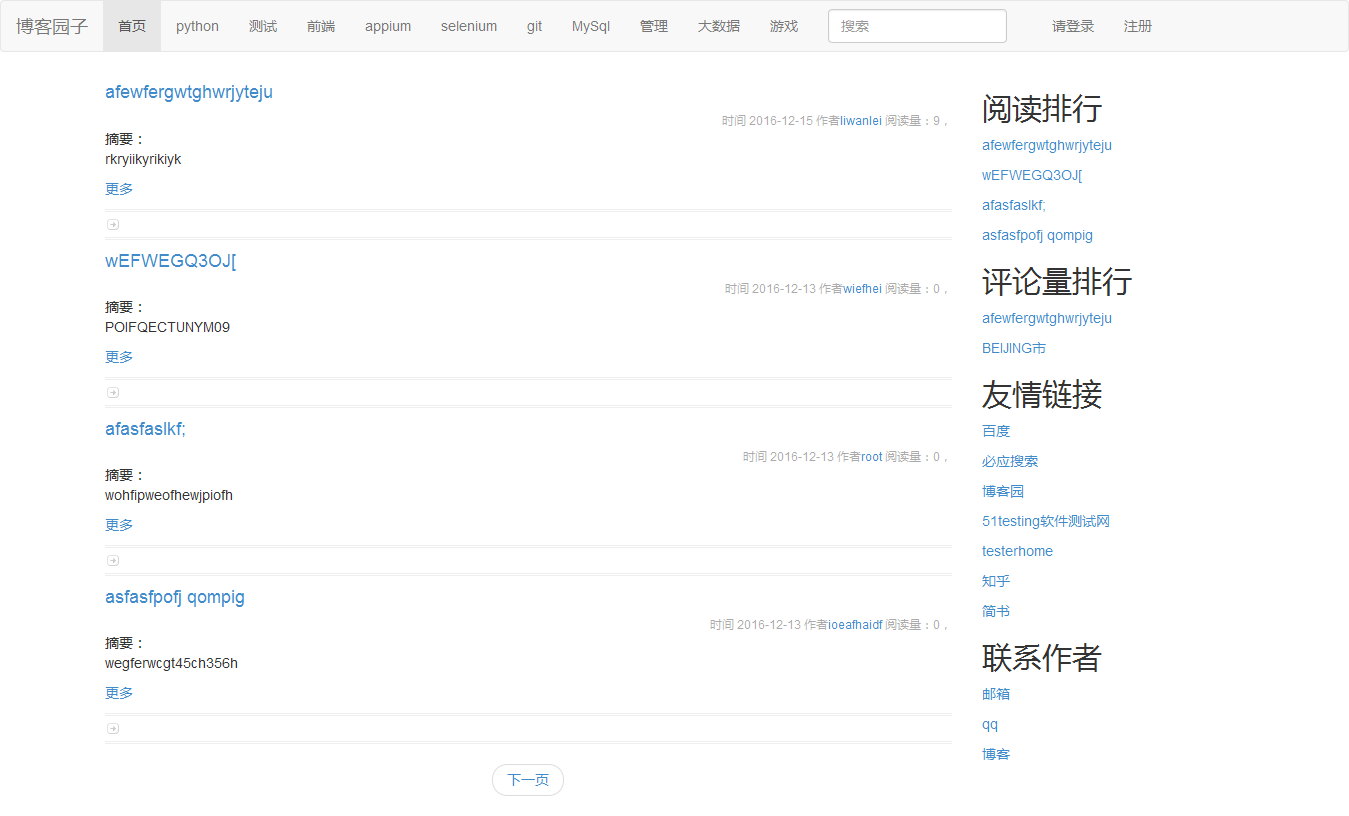 博客园子 首页 python 测试 前端 appium selenium git MySql 管理 大数据 游戏 搜索 请登录 注册
afewfergwtghwrjyteju
时间 2016-12-15 作者liwanlei 阅读量：9，
摘要：
rkryiikyrikiyk
更多
wEFWEGQ3OJ[
时间 2016-12-13 作者wiefhei 阅读量：0，
摘要：
POIFQECTUNYM09
更多
afasfaslkf;
时间 2016-12-13 作者root 阅读量：0，
摘要：
wohfipweofhewjpiofh
更多
asfasfpofj qompig
时间 2016-12-13 作者ioeafhaidf 阅读量：0，
摘要：
wegferwcgt45ch356h
更多
下一页
阅读排行
afewfergwtghwrjyteju
wEFWEGQ3OJ[
afasfaslkf;
asfasfpofj qompig
评论量排行
afewfergwtghwrjyteju
BEIJING市
友情链接
百度
必应搜索
博客园
51testing软件测试网
testerhome
知乎
简书
联系作者
邮箱
qq
博客